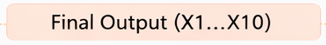 Final Output (X1...X10)